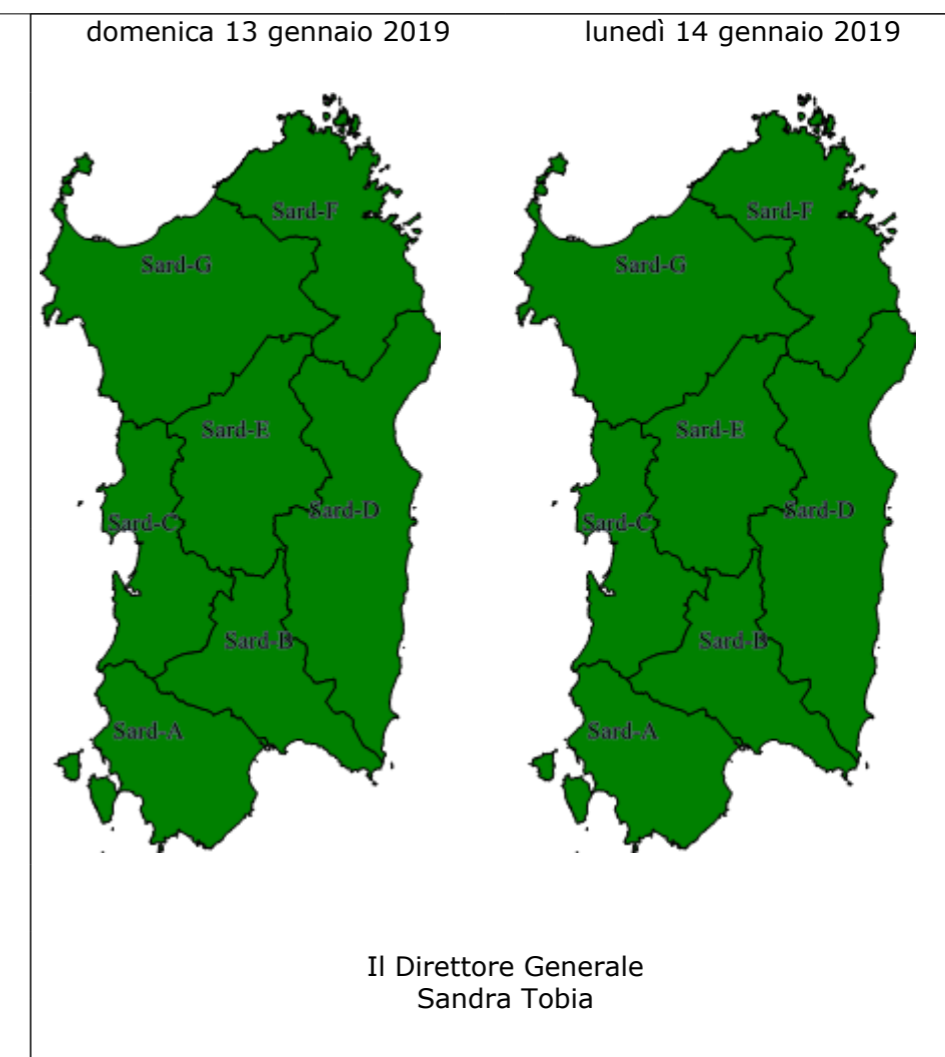 domenica 13 gennaio 2019
lunedì 14 gennaio 2019
Sard-F
Sard-G
Sard-E
Sard-D
Sard-C
Sard-B
Sard-A
Sard-F
Sard-G
Sard-E
Sard-D
Sard-C
Sard-B
Sard-A
Il Direttore Generale
Sandra Tobia